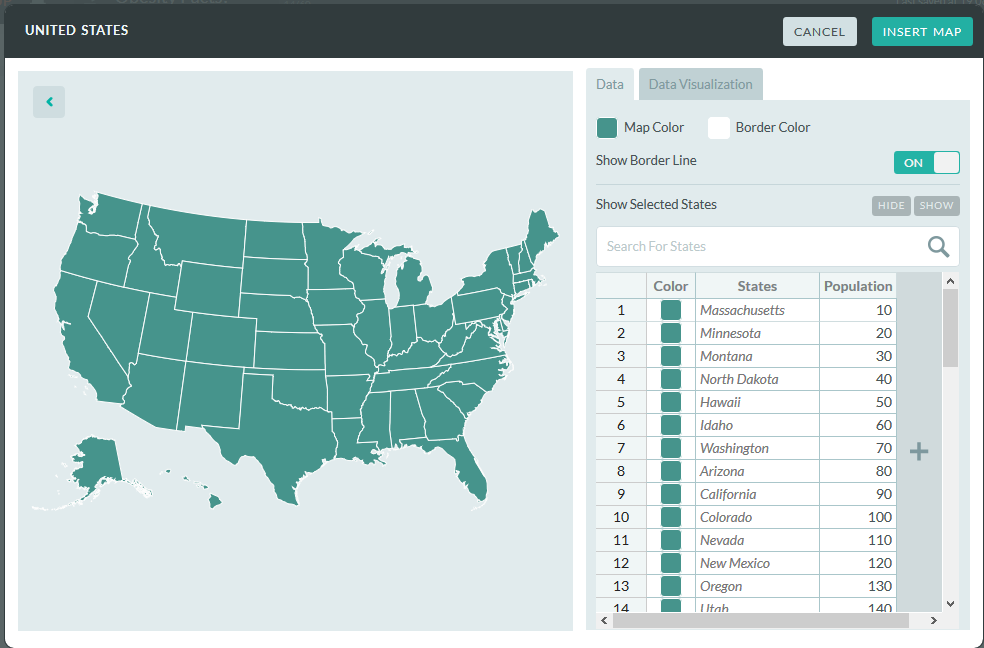 Obesity Facts:
UNITED STATES
CANCEL
INSERT MAP
Data
Data Visualization
Map Color
Border Color
Show Border Line
ON
Show Selected States
HIDE
SHOW
Search For States
Color States Population
1 Massachusetts 10
2 Minnesota 20
3 Montana 30
4 North Dakota 40
5 Hawaii 50
6 Idaho 60
7 Washington 70
8 Arizona 80
9 California 90
10 Colorado 100
11 Nevada 110
12 New Mexico 120
13 Oregon 130
14 Utah 140